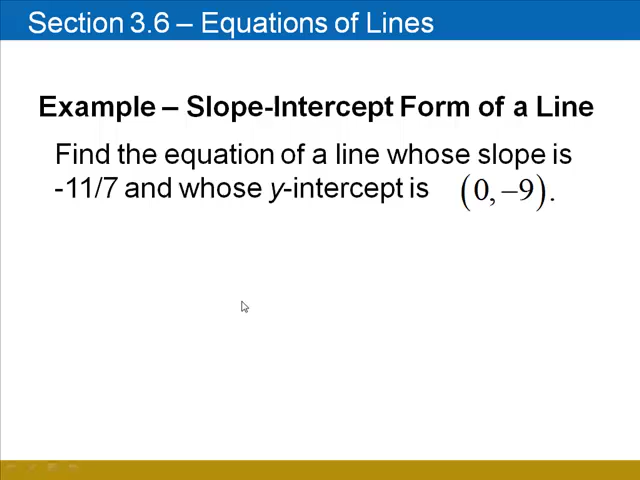 Section 3.6 – Equations of Lines
Example – Slope-Intercept Form of a Line
Find the equation of a line whose slope is
-11/7 and whose y-intercept is (0, –9).